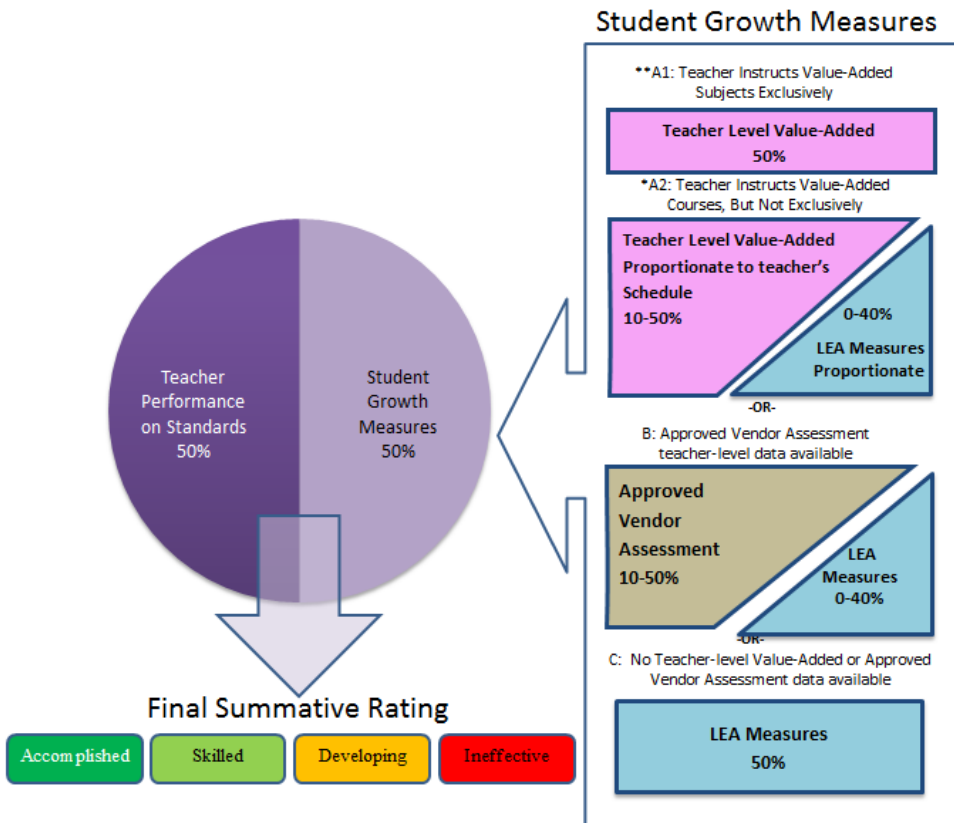 Student Growth Measures
**A1: Teacher Instructs Value-Added
Subjects Exclusively
Teacher Level Value-Added
50%
*A2: Teacher Instructs Value-Added
Courses, But Not Exclusively
Teacher Level Value-Added
Proportionate to teacher's
Schedule
10-50%
0-40%
LEA Measures
Proportionate
-OR-
B: Approved Vendor Assessment
teacher-level data available
Approved
Vendor
Assessment
10-50%
LEA
Measures
0-40%
-OR-
C: No Teacher-level Value-Added or Approved
Vendor Assessment data available
LEA Measures
50%
Teacher
Performance
on Standards
50%
Student
Growth
Measures
50%
Final Summative Rating
Accomplished
Skilled
Developing
Ineffective